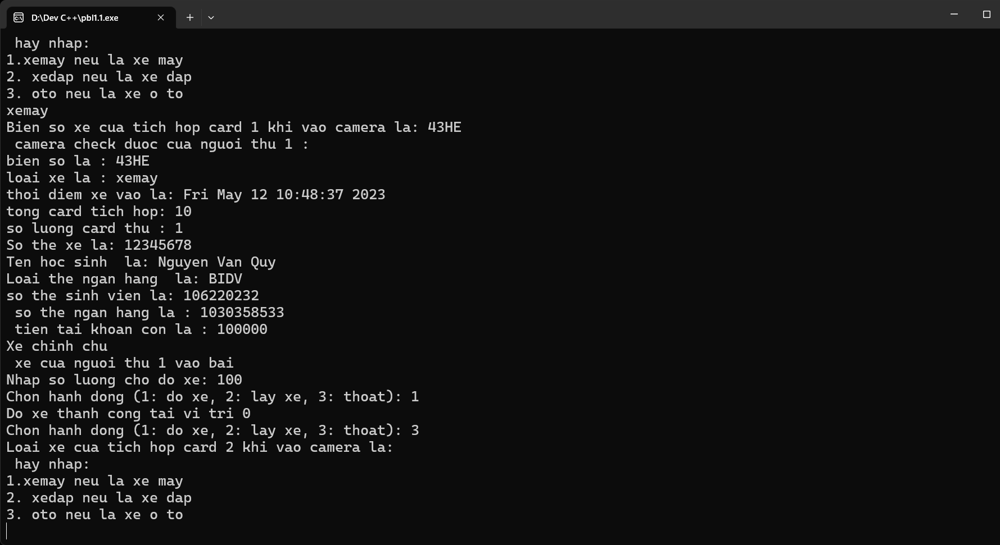 D:\Dev C++\pbl1.1.exe
 hay nhap:
1.xemay neu la xe may
2. xedap neu la xe dap
3. oto neu la xe o to
xemay
Bien so xe cua tich hop card 1 khi vao camera la: 43HE
 camera check duoc cua nguoi thu 1 :
bien so la : 43HE
loai xe la : xemay
thoi diem xe vao la: Fri May 12 10:48:37 2023
tong card tich hop: 10
so luong card thu : 1
So the xe la: 12345678
Ten hoc sinh  la: Nguyen Van Quy
Loai the ngan hang  la: BIDV
so the sinh vien la: 106220232
 so the ngan hang la : 1030358533
 tien tai khoan con la : 100000
Xe chinh chu
 xe cua nguoi thu 1 vao bai
Nhap so luong cho do xe: 100
Chon hanh dong (1: do xe, 2: lay xe, 3: thoat): 1
Do xe thanh cong tai vi tri 0
Chon hanh dong (1: do xe, 2: lay xe, 3: thoat): 3
Loai xe cua tich hop card 2 khi vao camera la:
 hay nhap:
1.xemay neu la xe may
2. xedap neu la xe dap
3. oto neu la xe o to